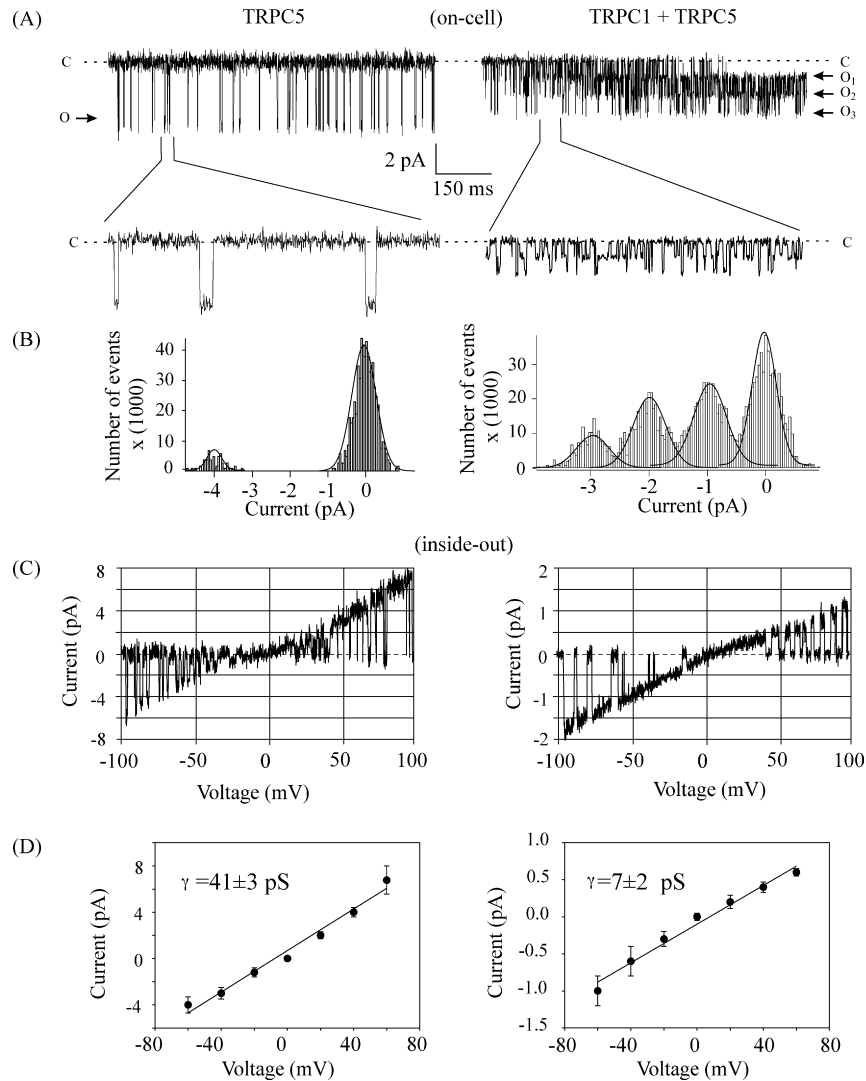 (A) TRPC5 (on-cell) TRPC1 + TRPC5
C C
O₁
O₂
O O₃
2 pA
150 ms
C C
(B)
Number of events
x (1000)
40
30
20
10
0
-4 -3 -2 -1 0
Current (pA)
Number of events
x (1000)
30
20
10
0
-3 -2 -1 0
Current (pA)
(inside-out)
(C)
Current (pA)
8
4
0
-4
-8
-100 -50 0 50 100
Voltage (mV)
Current (pA)
2
1
0
-1
-2
-100 -50 0 50 100
Voltage (mV)
(D)
γ =41±3 pS
Current (pA)
8
4
0
-4
-80 -40 0 40 80
Voltage (mV)
γ=7±2 pS
Current (pA)
1.0
0.5
0.0
-0.5
-1.0
-1.5
-80 -40 0 40 80
Voltage (mV)